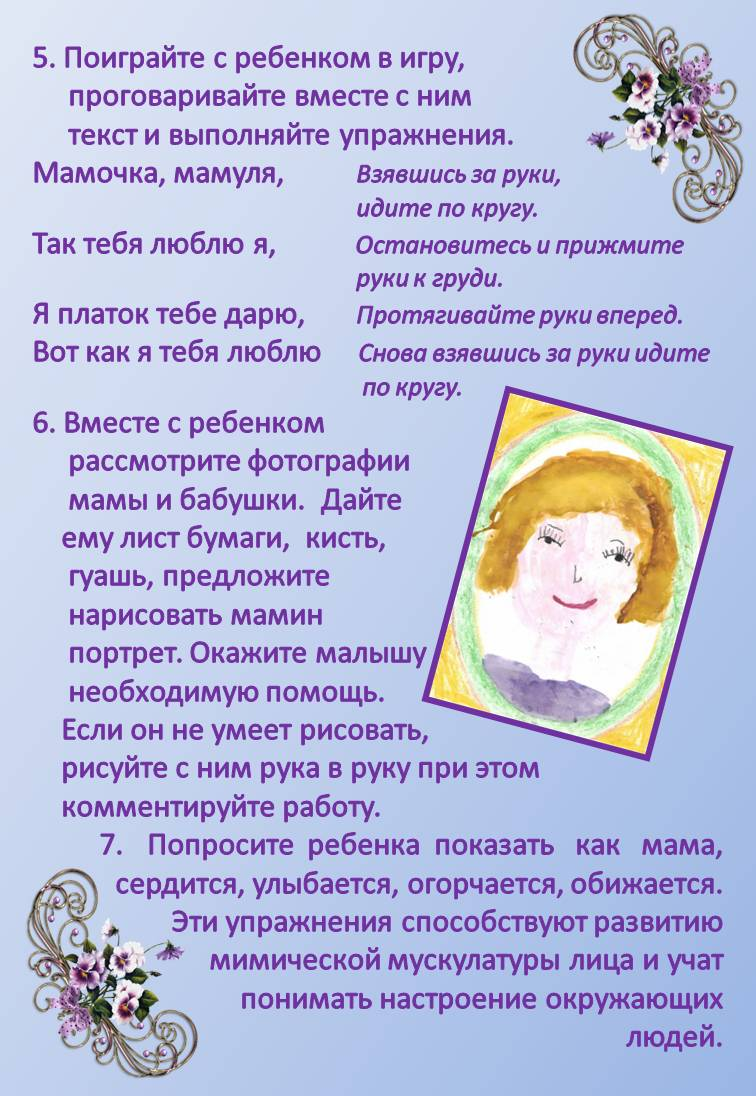 5. Поиграйте с ребенком в игру,
проговаривайте вместе с ним
текст и выполняйте упражнения.
Мамочка, мамуля, Взявшись за руки,
идите по кругу.
Так тебя люблю я, Остановитесь и прижмите
руки к груди.
Я платок тебе дарю, Протягивайте руки вперед.
Вот как я тебя люблю Снова взявшись за руки идите
по кругу.
6. Вместе с ребенком
рассмотрите фотографии
мамы и бабушки. Дайте
ему лист бумаги, кисть,
гуашь, предложите
нарисовать мамин
портрет. Окажите малышу
необходимую помощь.
Если он не умеет рисовать,
рисуйте с ним рука в руку при этом
комментируйте работу.
7. Попросите ребенка показать как мама,
сердится, улыбается, огорчается, обижается.
Эти упражнения способствуют развитию
мимической мускулатуры лица и учат
понимать настроение окружающих
людей.